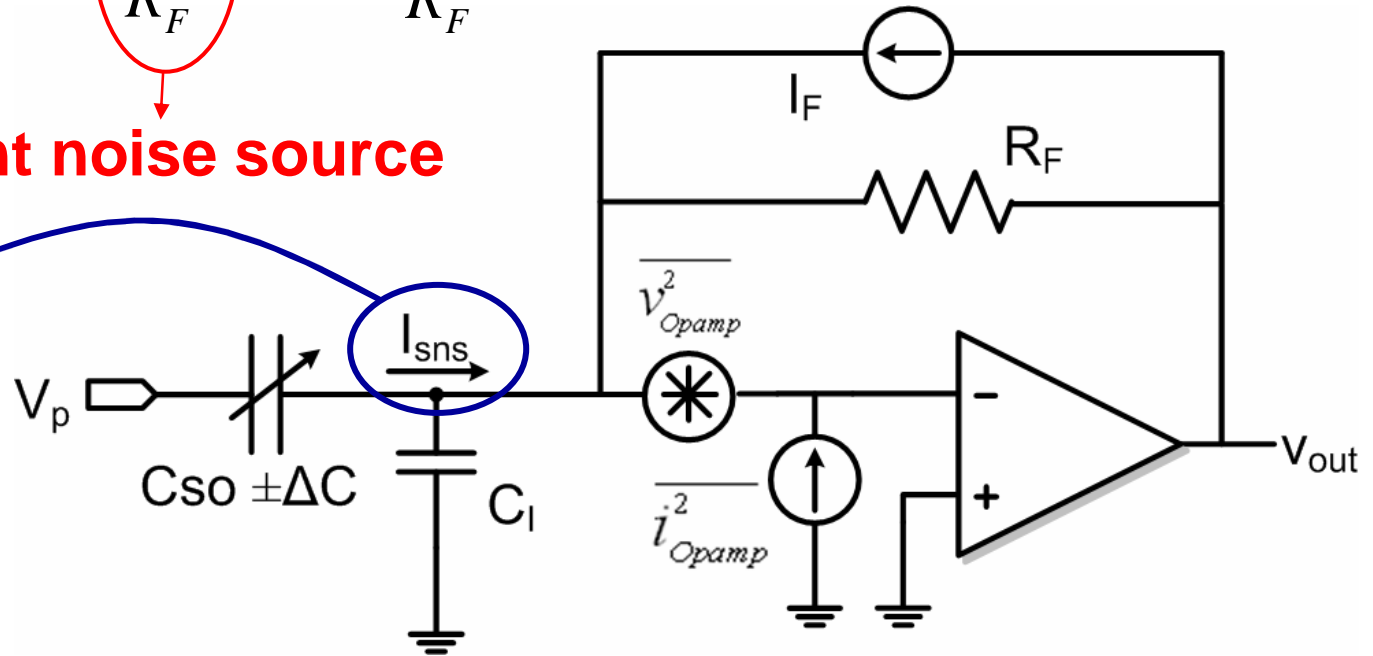 R_F R_F
I_F
nt noise source
R_F
v²_Opamp
I_sns
V_p
−
Cso ±ΔC
C_I
v_out
+
i²_Opamp